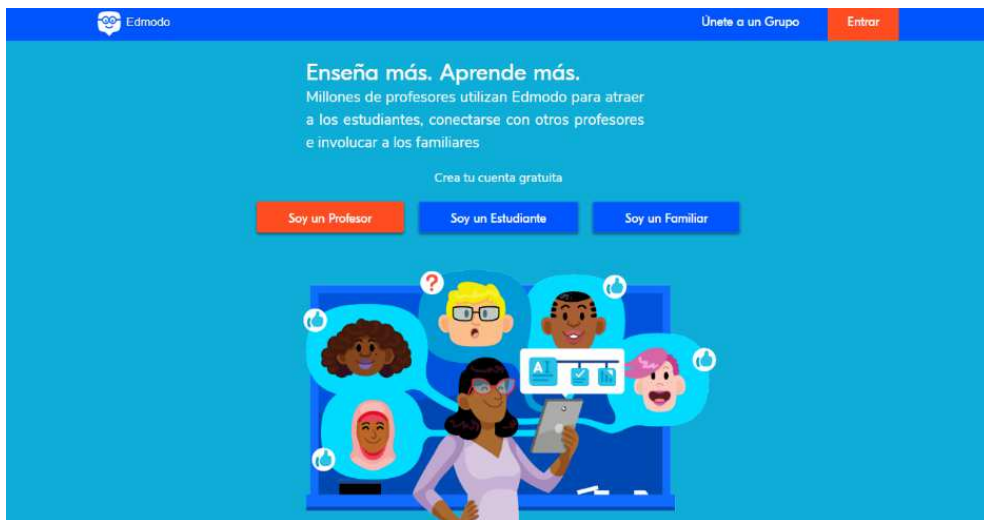 Edmodo
Únete a un Grupo
Entrar
Enseña más. Aprende más.
Millones de profesores utilizan Edmodo para atraer
a los estudiantes, conectarse con otros profesores
e involucar a los familiares
Crea tu cuenta gratuita
Soy un Profesor
Soy un Estudiante
Soy un Familiar
?
A